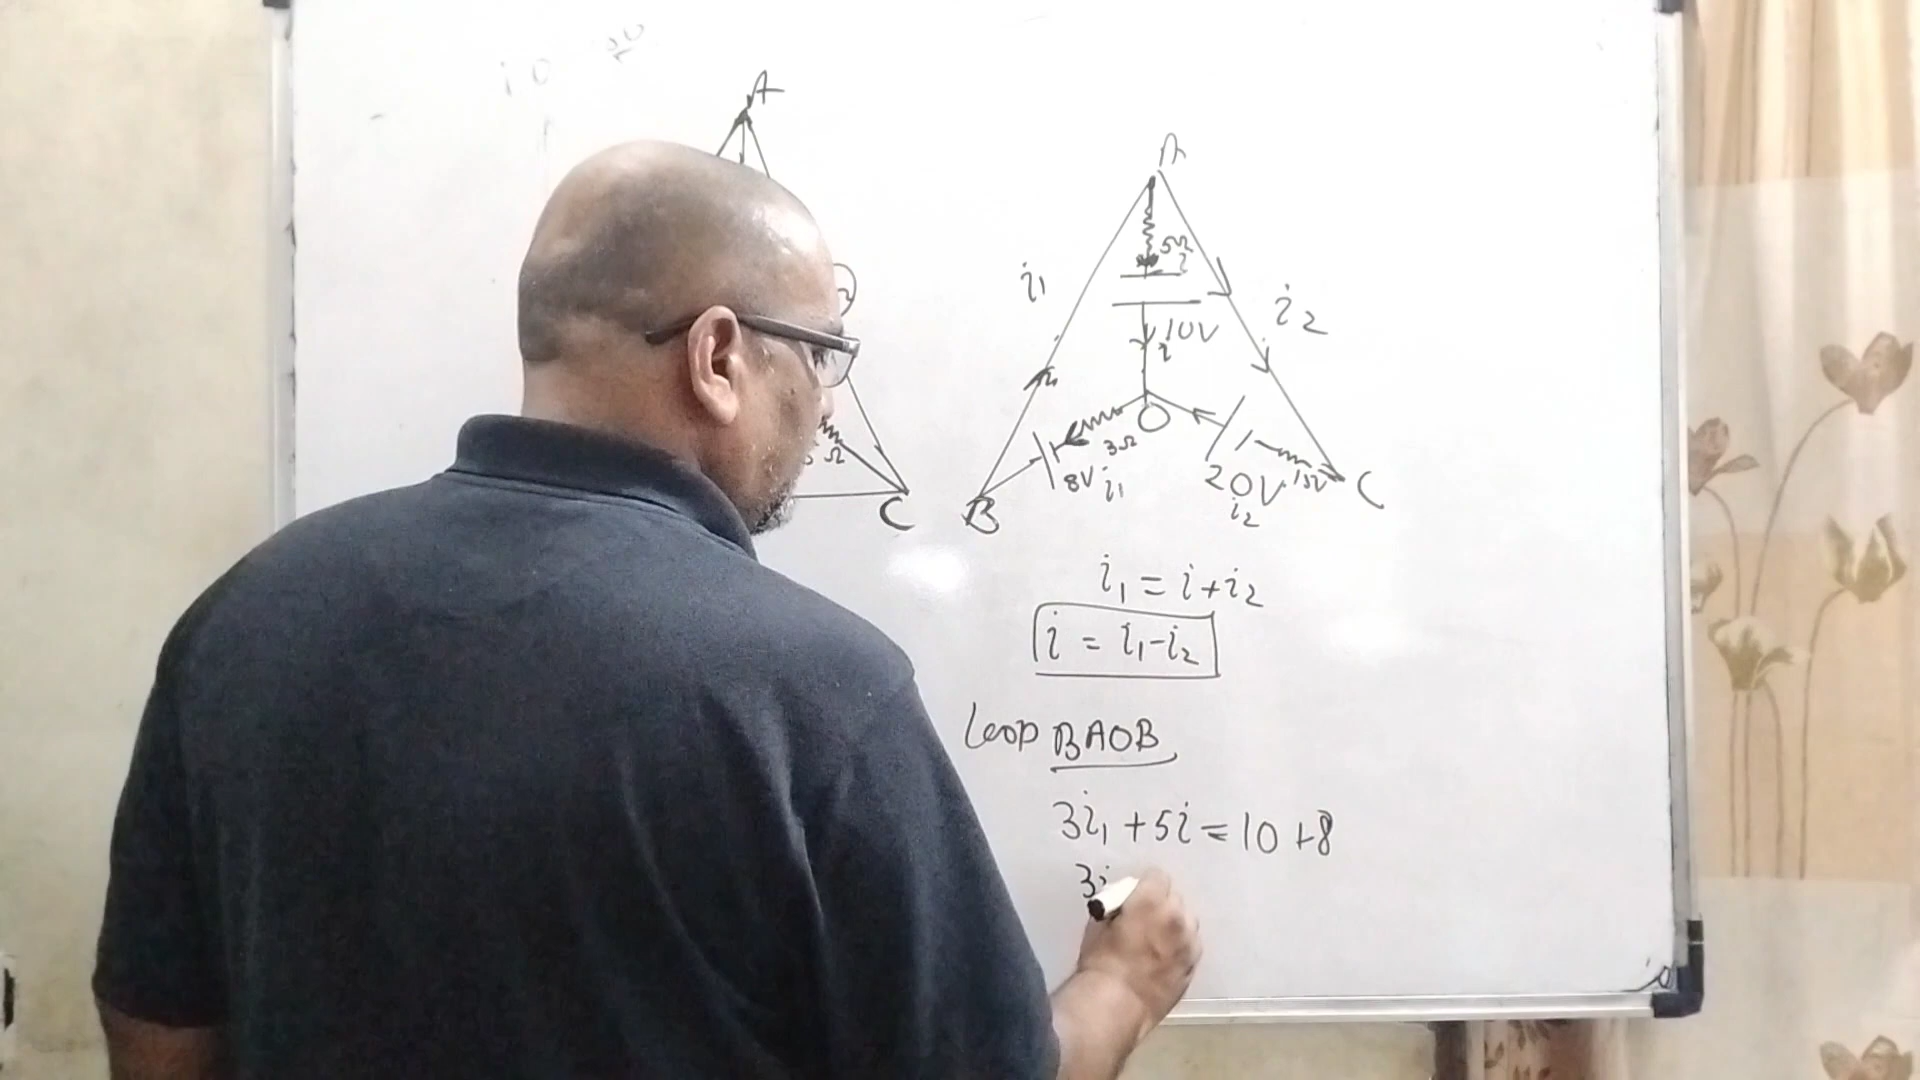 A
C
A
i1
5Ω
i
10V
i
i2
O
3Ω
8V
i1
20V
i2
B
C
i1 = i + i2
i = i1 - i2
Loop BAOB
3i1 + 5i = 10 + 8
3i